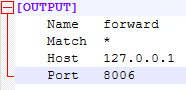 [OUTPUT]
Name forward
Match *
Host 127.0.0.1
Port 8006